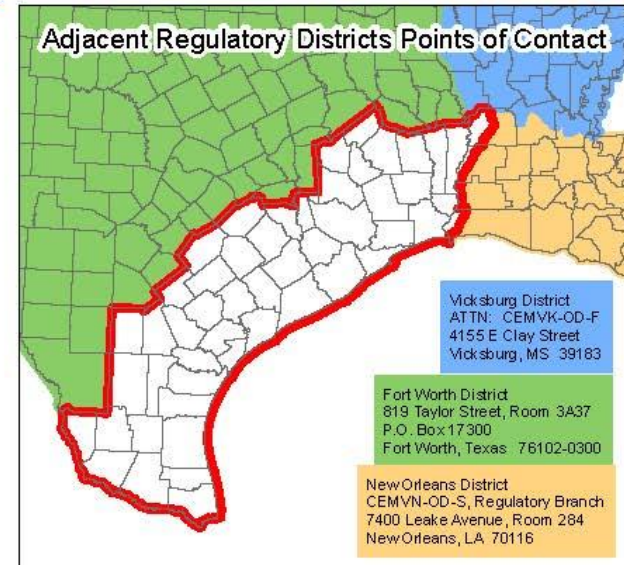 Adjacent Regulatory Districts Points of Contact
Vicksburg District
ATTN: CEMVK-OD-F
4155 E Clay Street
Vicksburg, MS 39183
Fort Worth District
819 Taylor Street, Room 3A37
P.O. Box 17300
Fort Worth, Texas 76102-0300
New Orleans District
CEMVN-OD-S, Regulatory Branch
7400 Leake Avenue, Room 284
New Orleans, LA 70116